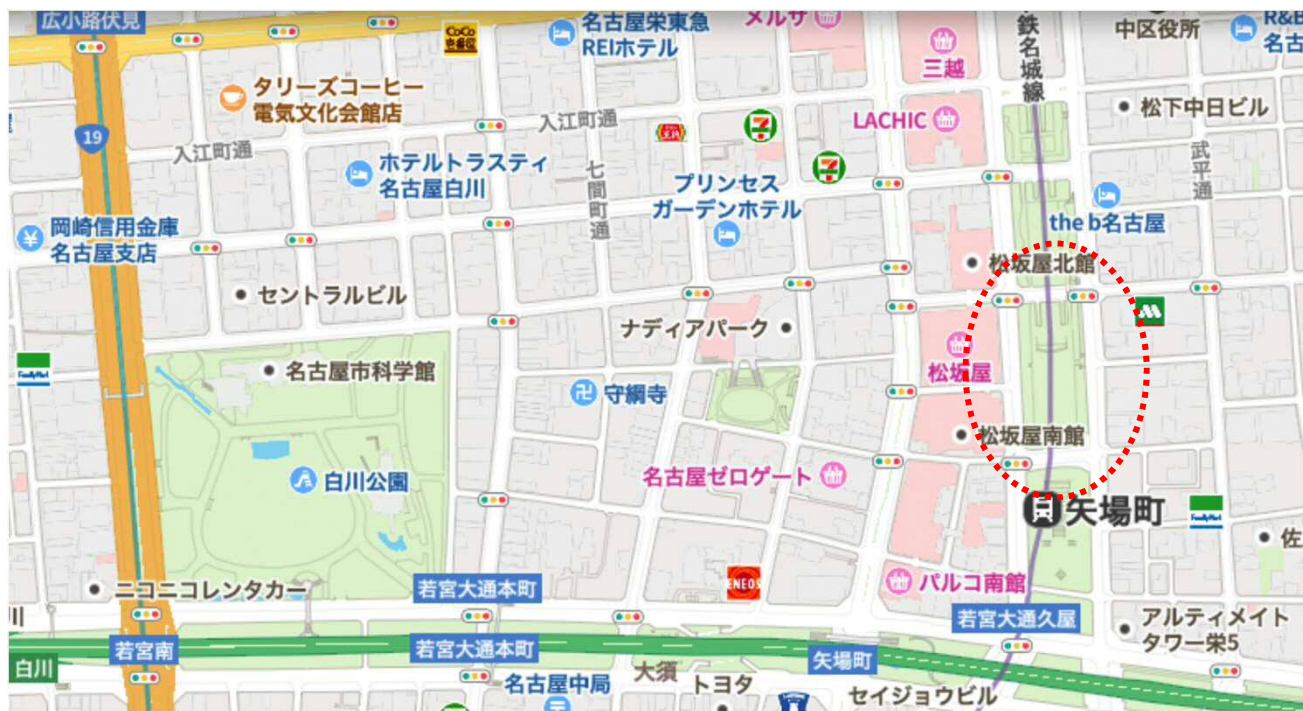 広小路伏見
CoCo
壱番屋
名古屋栄東急
REIホテル
メルサ
三越
鉄名城線
中区役所
R&B
名古
タリーズコーヒー
電気文化会館店
19
入江町通
入江町通
LACHIC
松下中日ビル
武平通
ホテルトラスティ
名古屋白川
七間町通
プリンセス
ガーデンホテル
the b名古屋
岡崎信用金庫
名古屋支店
松坂屋北館
セントラルビル
ナディアパーク
名古屋市科学館
FamilyMart
守綱寺
松坂屋
松坂屋南館
白川公園
名古屋ゼロゲート
矢場町
FamilyMart
佐
ニコニコレンタカー
若宮大通本町
ENEOS
パルコ南館
若宮大通久屋
アルティメイト
タワー栄5
川
若宮南
若宮大通本町
矢場町
白川
大須
名古屋中局
トヨタ
セイジョウビル